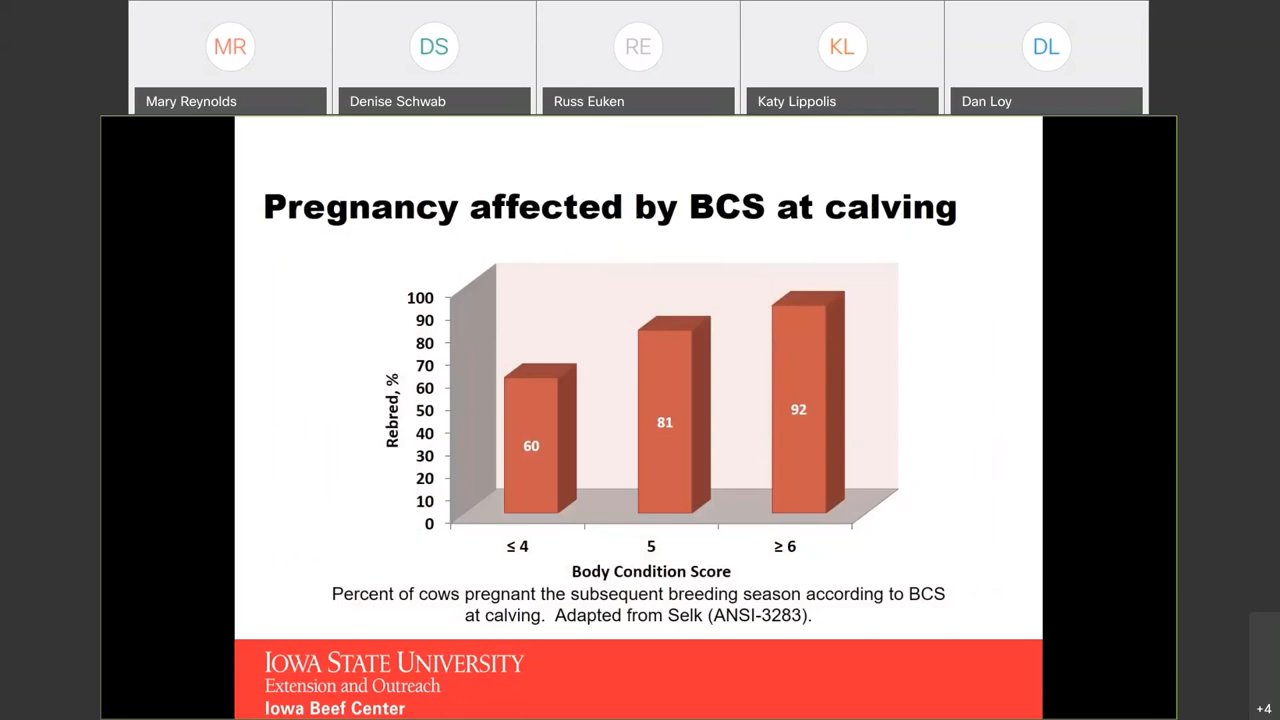 MR
DS
RE
KL
DL
Mary Reynolds
Denise Schwab
Russ Euken
Katy Lippolis
Dan Loy
Pregnancy affected by BCS at calving
100
90
80
70
60
50
40
30
20
10
0
Rebred, %
60
81
92
≤ 4
5
≥ 6
Body Condition Score
Percent of cows pregnant the subsequent breeding season according to BCS
at calving.  Adapted from Selk (ANSI-3283).
IOWA STATE UNIVERSITY
Extension and Outreach
Iowa Beef Center
+4